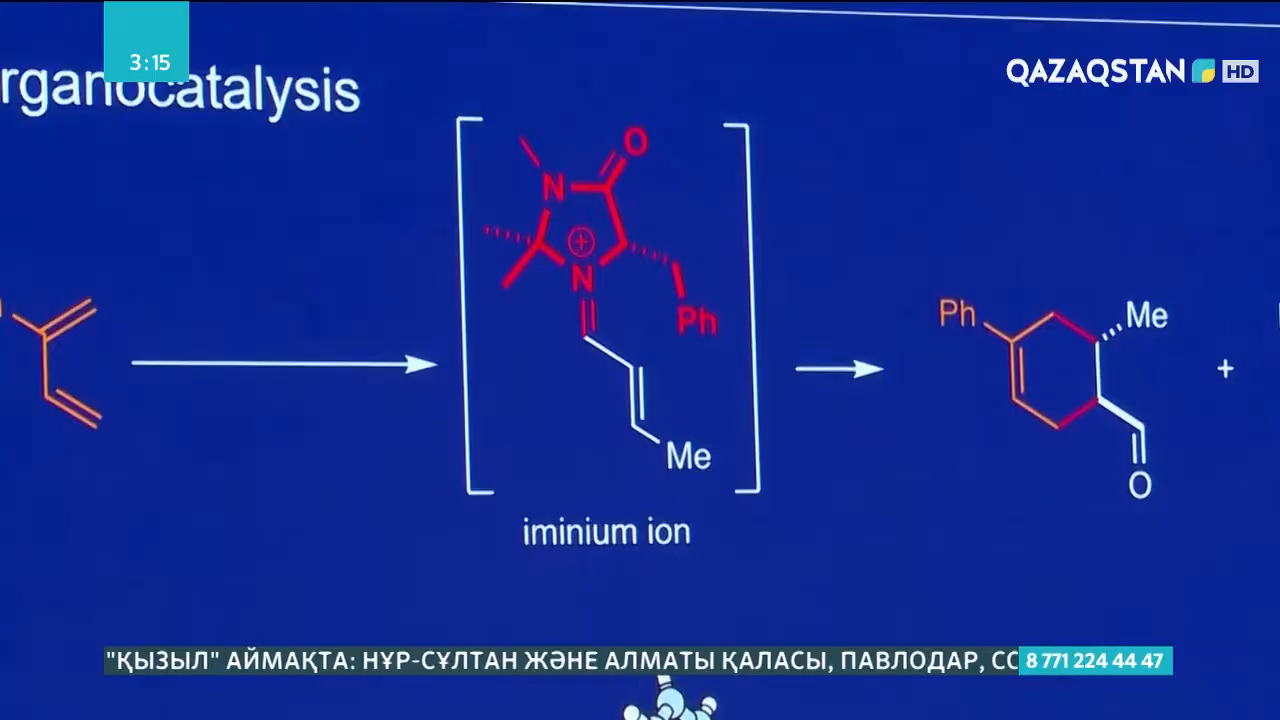 3:15
rganocatalysis
QAZAQSTAN HD
O
N
N
Ph
Me
iminium ion
Ph
Me
O
+
"ҚЫЗЫЛ" АЙМАҚТА: НҰР-СҰЛТАН ЖӘНЕ АЛМАТЫ ҚАЛАСЫ, ПАВЛОДАР, СС
8 771 224 44 47